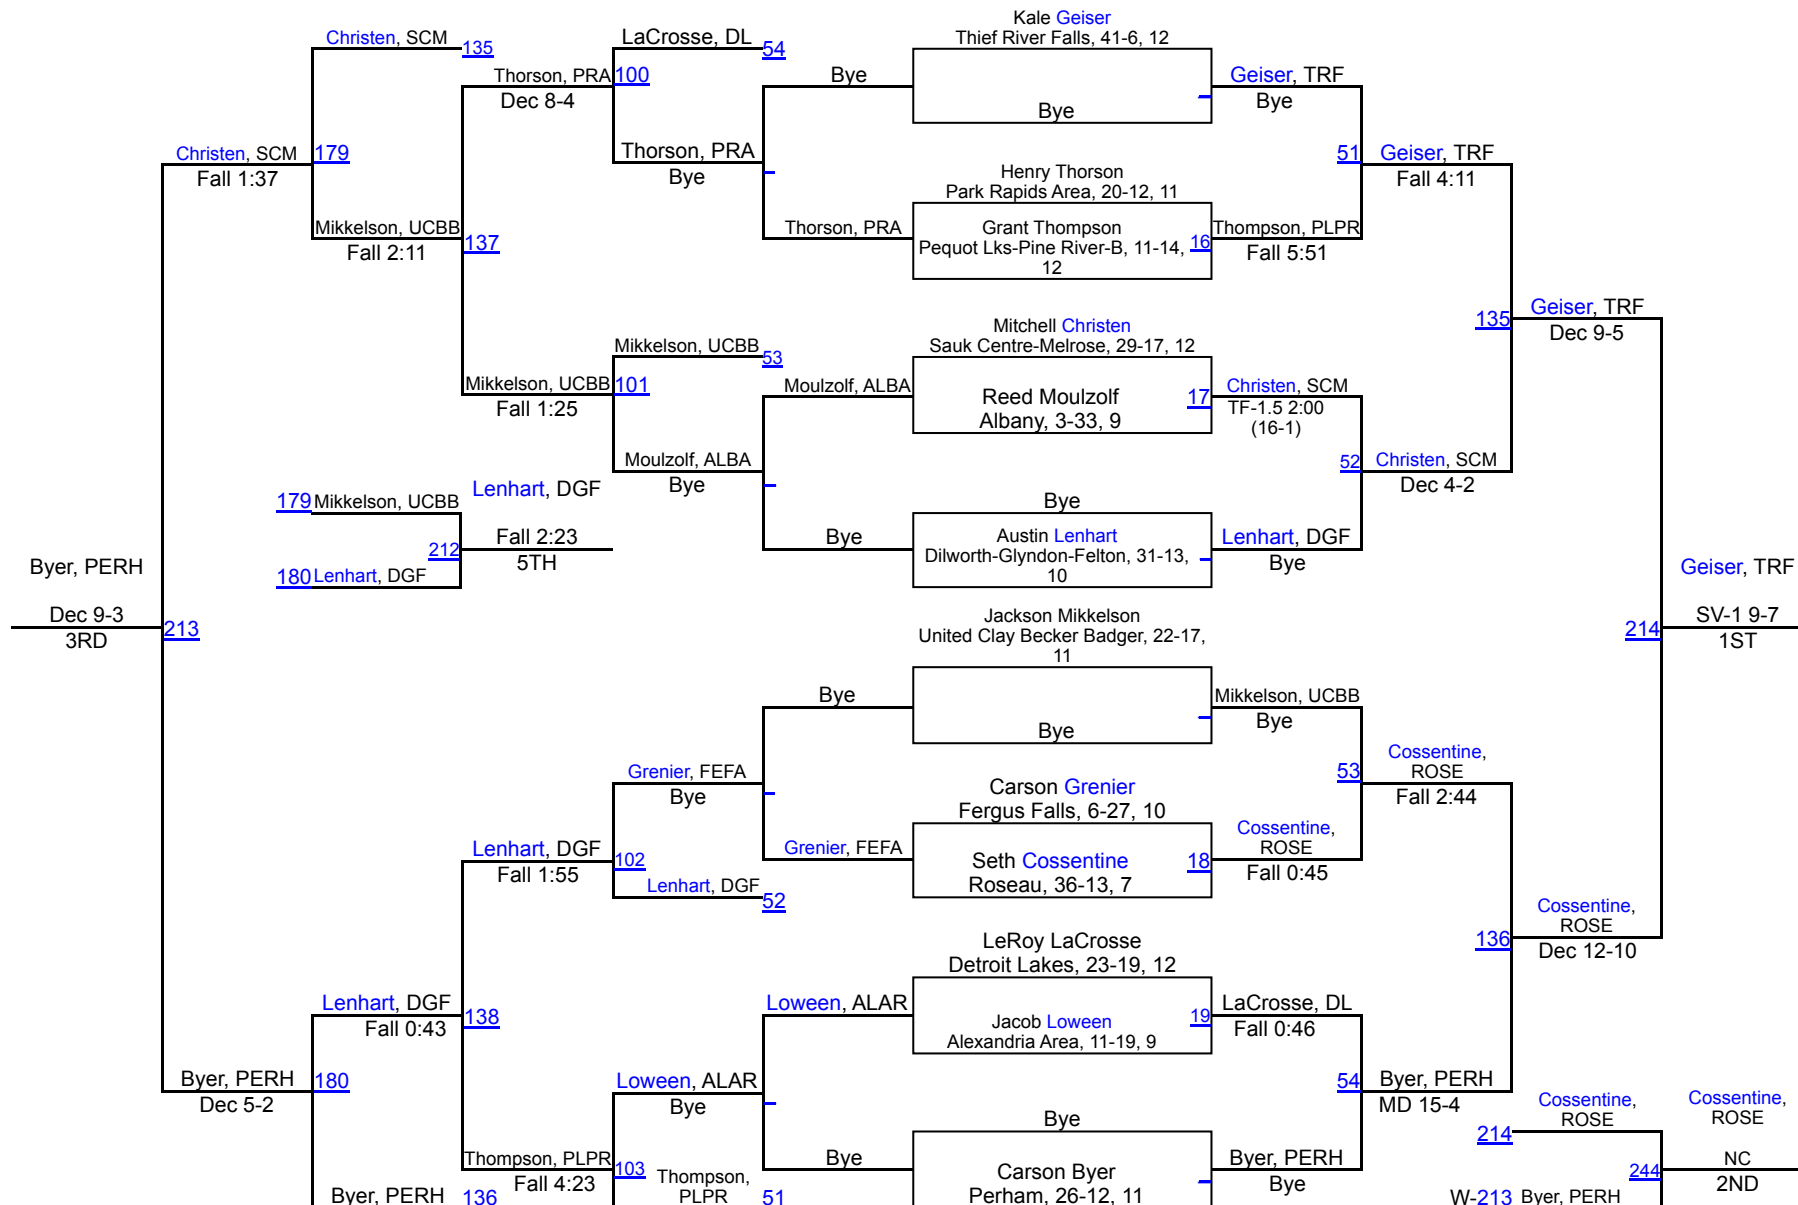 Kale Geiser
Thief River Falls, 41-6, 12
Christen, SCM
135
LaCrosse, DL
54
Thorson, PRA
100
Dec 8-4
Bye
Bye
Geiser, TRF
Bye
Christen, SCM
179
Fall 1:37
Thorson, PRA
Bye
Henry Thorson
Park Rapids Area, 20-12, 11
51
Geiser, TRF
Fall 4:11
Mikkelson, UCBB
137
Fall 2:11
Thorson, PRA
Grant Thompson
Pequot Lks-Pine River-B, 11-14,
12
16
Thompson, PLPR
Fall 5:51
Mitchell Christen
Sauk Centre-Melrose, 29-17, 12
135
Geiser, TRF
Dec 9-5
Mikkelson, UCBB
53
Mikkelson, UCBB
101
Fall 1:25
Moulzolf, ALBA
Reed Moulzolf
Albany, 3-33, 9
17
Christen, SCM
TF-1.5 2:00
(16-1)
Moulzolf, ALBA
Bye
52
Christen, SCM
Dec 4-2
179
Mikkelson, UCBB
Lenhart, DGF
212
Fall 2:23
5TH
180
Lenhart, DGF
Bye
Bye
Austin Lenhart
Dilworth-Glyndon-Felton, 31-13,
10
Lenhart, DGF
Bye
Byer, PERH
Dec 9-3
3RD
213
Jackson Mikkelson
United Clay Becker Badger, 22-17,
11
Geiser, TRF
214
SV-1 9-7
1ST
Bye
Bye
Mikkelson, UCBB
Bye
Grenier, FEFA
Bye
53
Cossentine,
ROSE
Fall 2:44
Carson Grenier
Fergus Falls, 6-27, 10
Lenhart, DGF
102
Fall 1:55
Grenier, FEFA
Seth Cossentine
Roseau, 36-13, 7
18
Cossentine,
ROSE
Fall 0:45
Lenhart, DGF
52
LeRoy LaCrosse
Detroit Lakes, 23-19, 12
136
Cossentine,
ROSE
Dec 12-10
Lenhart, DGF
138
Fall 0:43
Loween, ALAR
Jacob Loween
Alexandria Area, 11-19, 9
19
LaCrosse, DL
Fall 0:46
Byer, PERH
180
Dec 5-2
Loween, ALAR
Bye
54
Byer, PERH
MD 15-4
Bye
Cossentine,
ROSE
214
Cossentine,
ROSE
Thompson, PLPR
103
Fall 4:23
Bye
Carson Byer
Perham, 26-12, 11
Byer, PERH
Bye
244
NC
2ND
Byer, PERH
136
Thompson,
PLPR
51
W-213
Byer, PERH